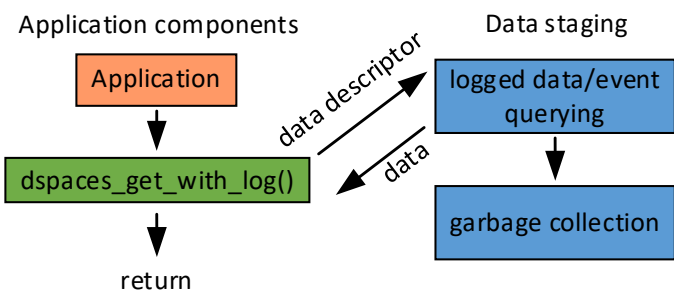 Application components
Data staging
Application
data descriptor
logged data/event
querying
dspaces_get_with_log()
data
garbage collection
return